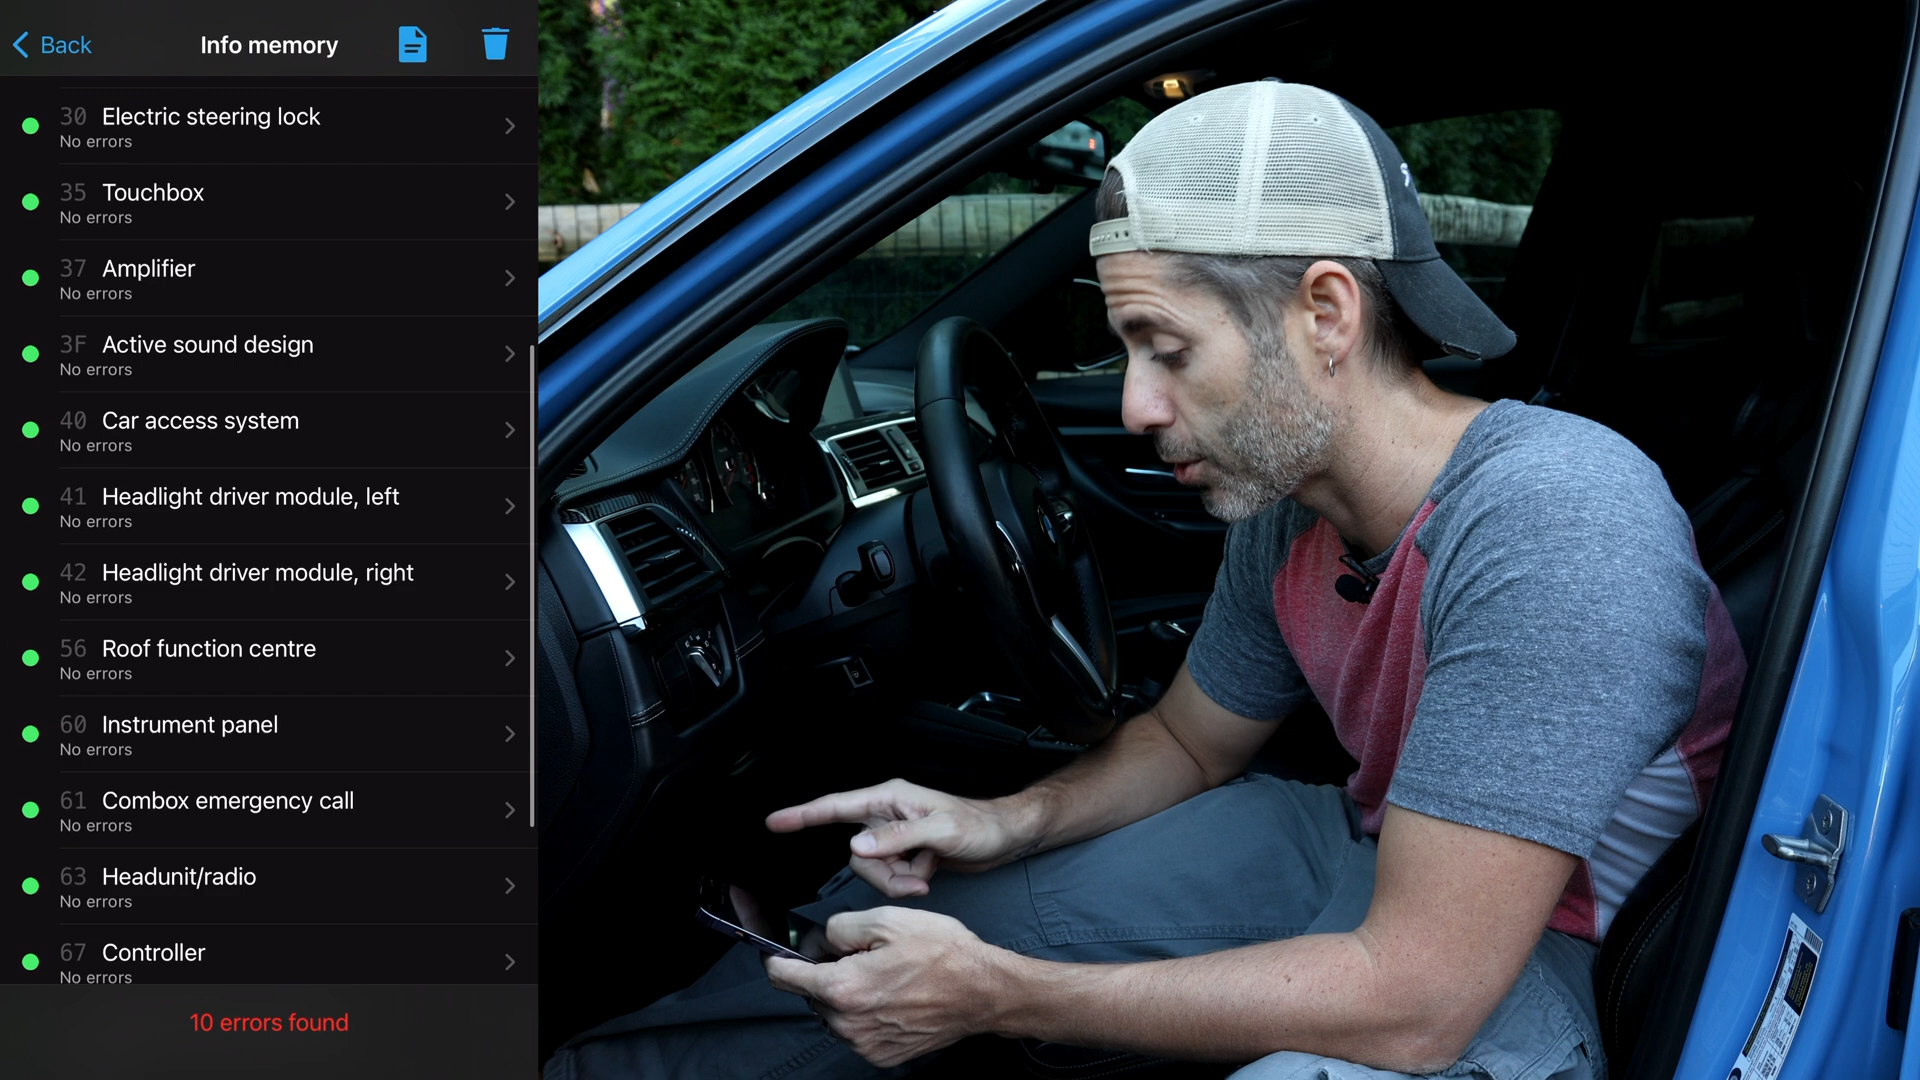 Back
Info memory
30 Electric steering lock
No errors
35 Touchbox
No errors
37 Amplifier
No errors
3F Active sound design
No errors
40 Car access system
No errors
41 Headlight driver module, left
No errors
42 Headlight driver module, right
No errors
56 Roof function centre
No errors
60 Instrument panel
No errors
61 Combox emergency call
No errors
63 Headunit/radio
No errors
67 Controller
No errors
10 errors found